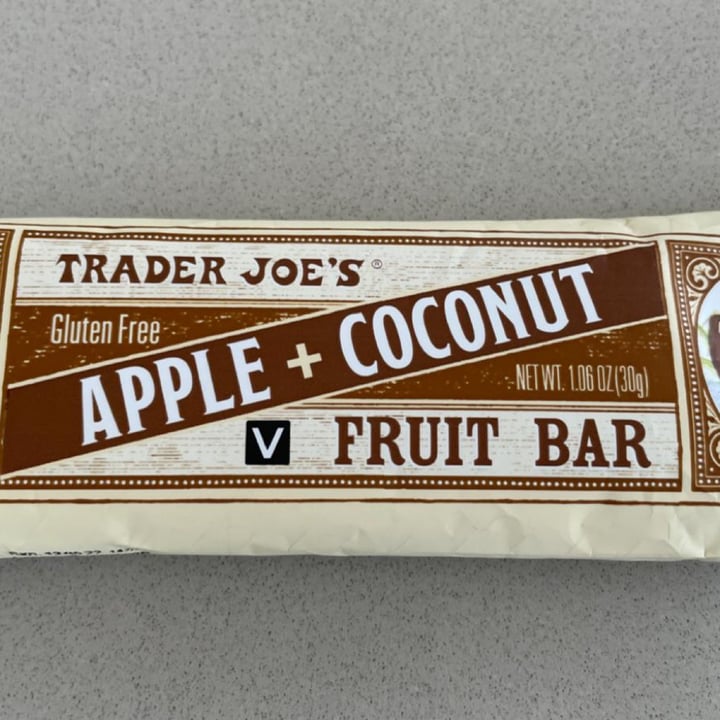 TRADER JOE'S®
Gluten Free
APPLE + COCONUT
NET WT. 1.06 OZ (30g)
V FRUIT BAR